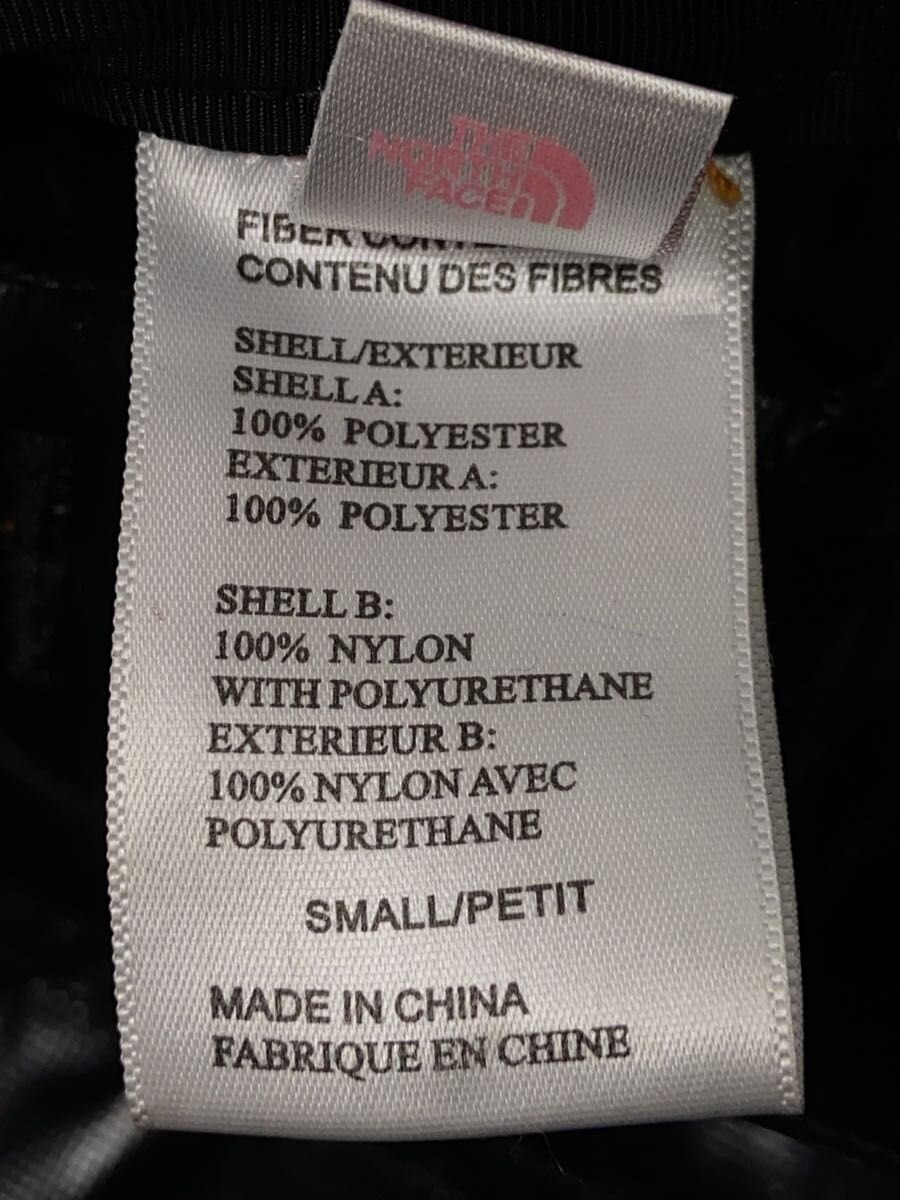 THE
NORTH
FACE
FIBER
CONTENU DES FIBRES
SHELL/EXTERIEUR
SHELL A:
100% POLYESTER
EXTERIEUR A:
100% POLYESTER
SHELL B:
100% NYLON
WITH POLYURETHANE
EXTERIEUR B:
100% NYLON AVEC
POLYURETHANE
SMALL/PETIT
MADE IN CHINA
FABRIQUE EN CHINE